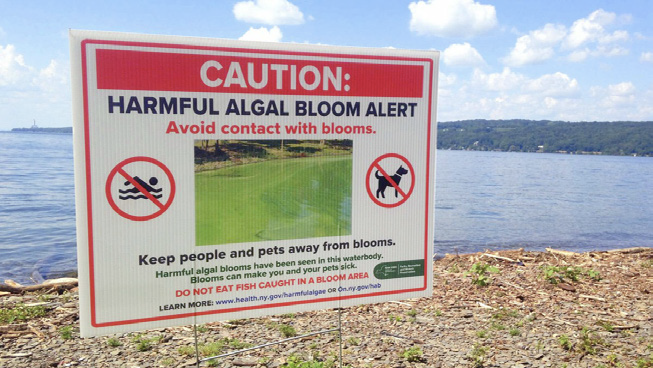 CAUTION:
HARMFUL ALGAL BLOOM ALERT
Avoid contact with blooms.
Keep people and pets away from blooms.
Harmful algal blooms have been seen in this waterbody.
Blooms can make you and your pets sick.
DO NOT EAT FISH CAUGHT IN A BLOOM AREA
LEARN MORE: www.health.ny.gov/harmfulalgae OR On.ny.gov/hab